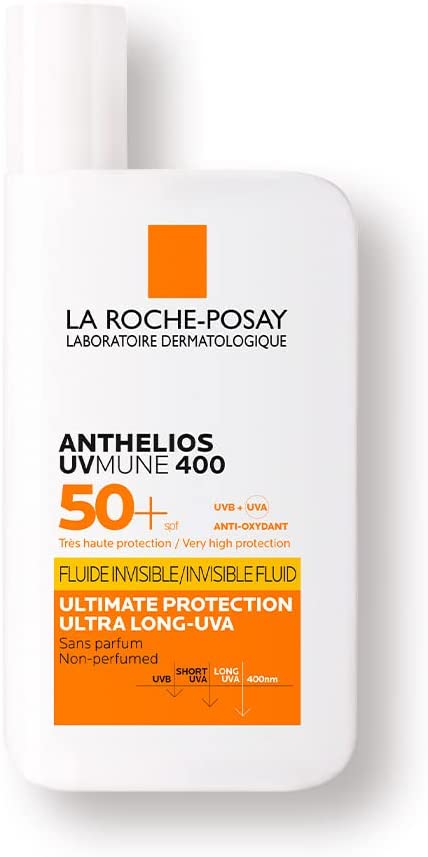 LA ROCHE-POSAY
LABORATOIRE DERMATOLOGIQUE
ANTHELIOS
UVMUNE 400
50+ spf
UVB + UVA
ANTI-OXYDANT
Très haute protection / Very high protection
FLUIDE INVISIBLE/INVISIBLE FLUID
ULTIMATE PROTECTION
ULTRA LONG-UVA
Sans parfum
Non-perfumed
UVB
SHORT UVA
LONG UVA
400nm